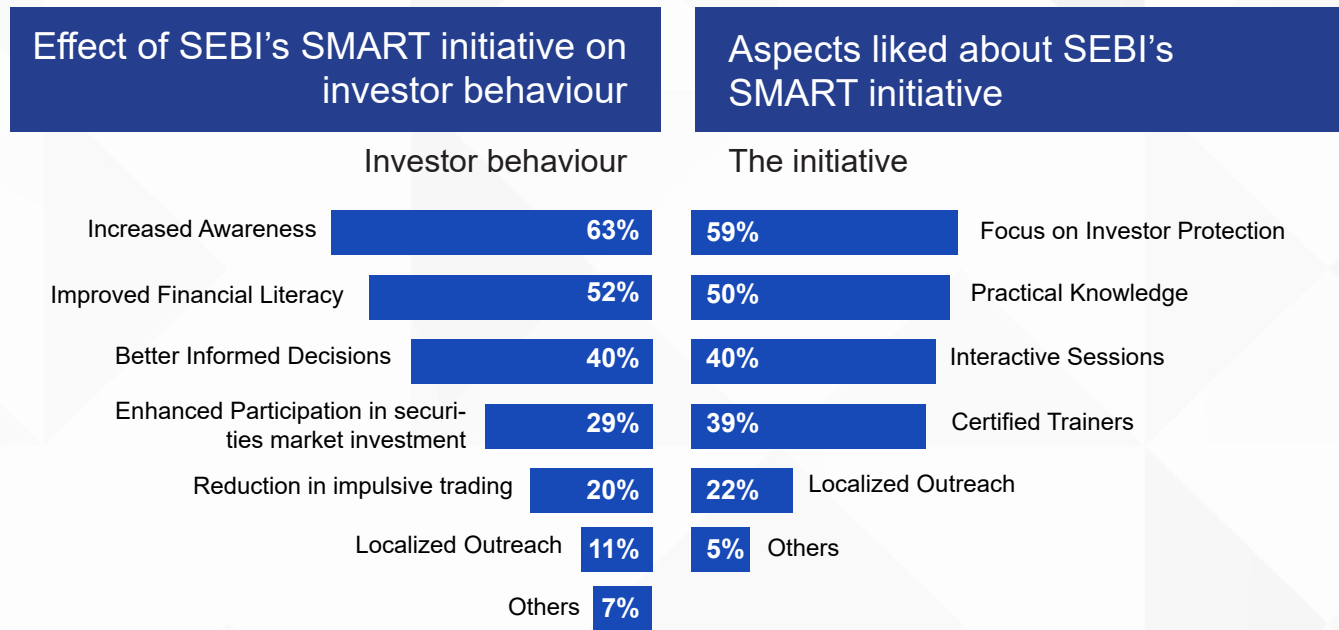 Effect of SEBI’s SMART initiative on
investor behaviour
Investor behaviour
Increased Awareness 63%
Improved Financial Literacy 52%
Better Informed Decisions 40%
Enhanced Participation in securi-
ties market investment 29%
Reduction in impulsive trading 20%
Localized Outreach 11%
Others 7%
Aspects liked about SEBI’s
SMART initiative
The initiative
59% Focus on Investor Protection
50% Practical Knowledge
40% Interactive Sessions
39% Certified Trainers
22% Localized Outreach
5% Others